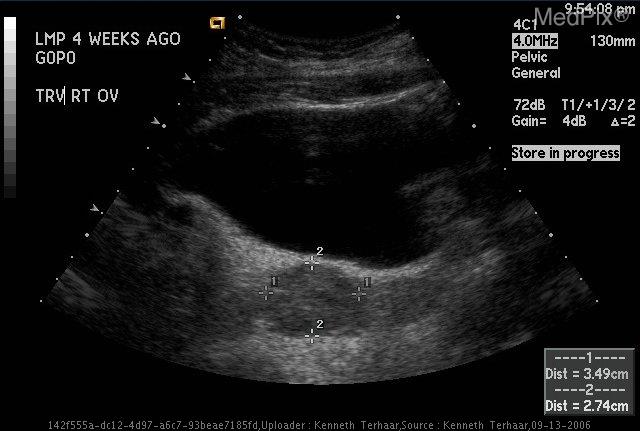 9:54:08 pm
MedPix®
4C1
4.0MHz 130mm
Pelvic
General
LMP 4 WEEKS AGO
G0P0
TRV RT OV
72dB T1/+1/3/2
Gain= 4dB Δ=2
Store in progress
2
1 1
2
----1----
Dist = 3.49cm
----2----
Dist = 2.74cm
142f555a-dc12-4d97-a6c7-93beae7185fd,Uploader : Kenneth Terhaar,Source : Kenneth Terhaar,09-13-2006